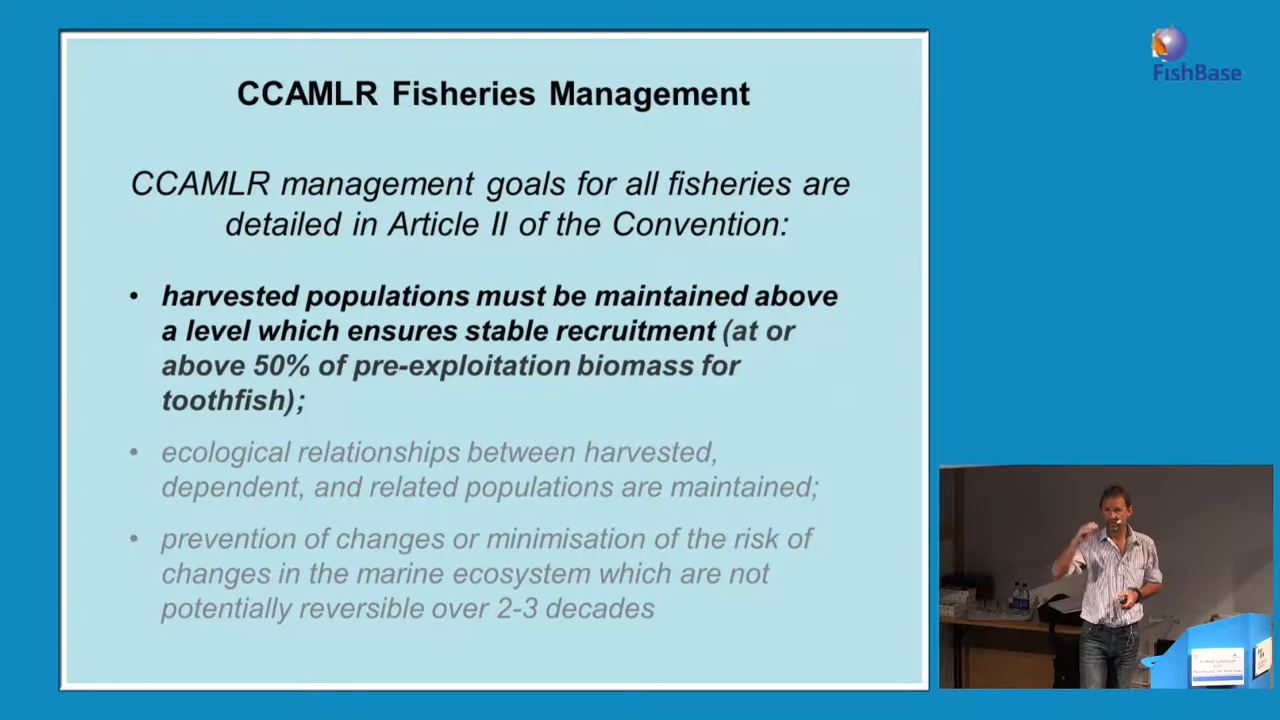 CCAMLR Fisheries Management
FishBase
CCAMLR management goals for all fisheries are
detailed in Article II of the Convention:
• harvested populations must be maintained above
a level which ensures stable recruitment (at or
above 50% of pre-exploitation biomass for
toothfish);
• ecological relationships between harvested,
dependent, and related populations are maintained;
• prevention of changes or minimisation of the risk of
changes in the marine ecosystem which are not
potentially reversible over 2-3 decades